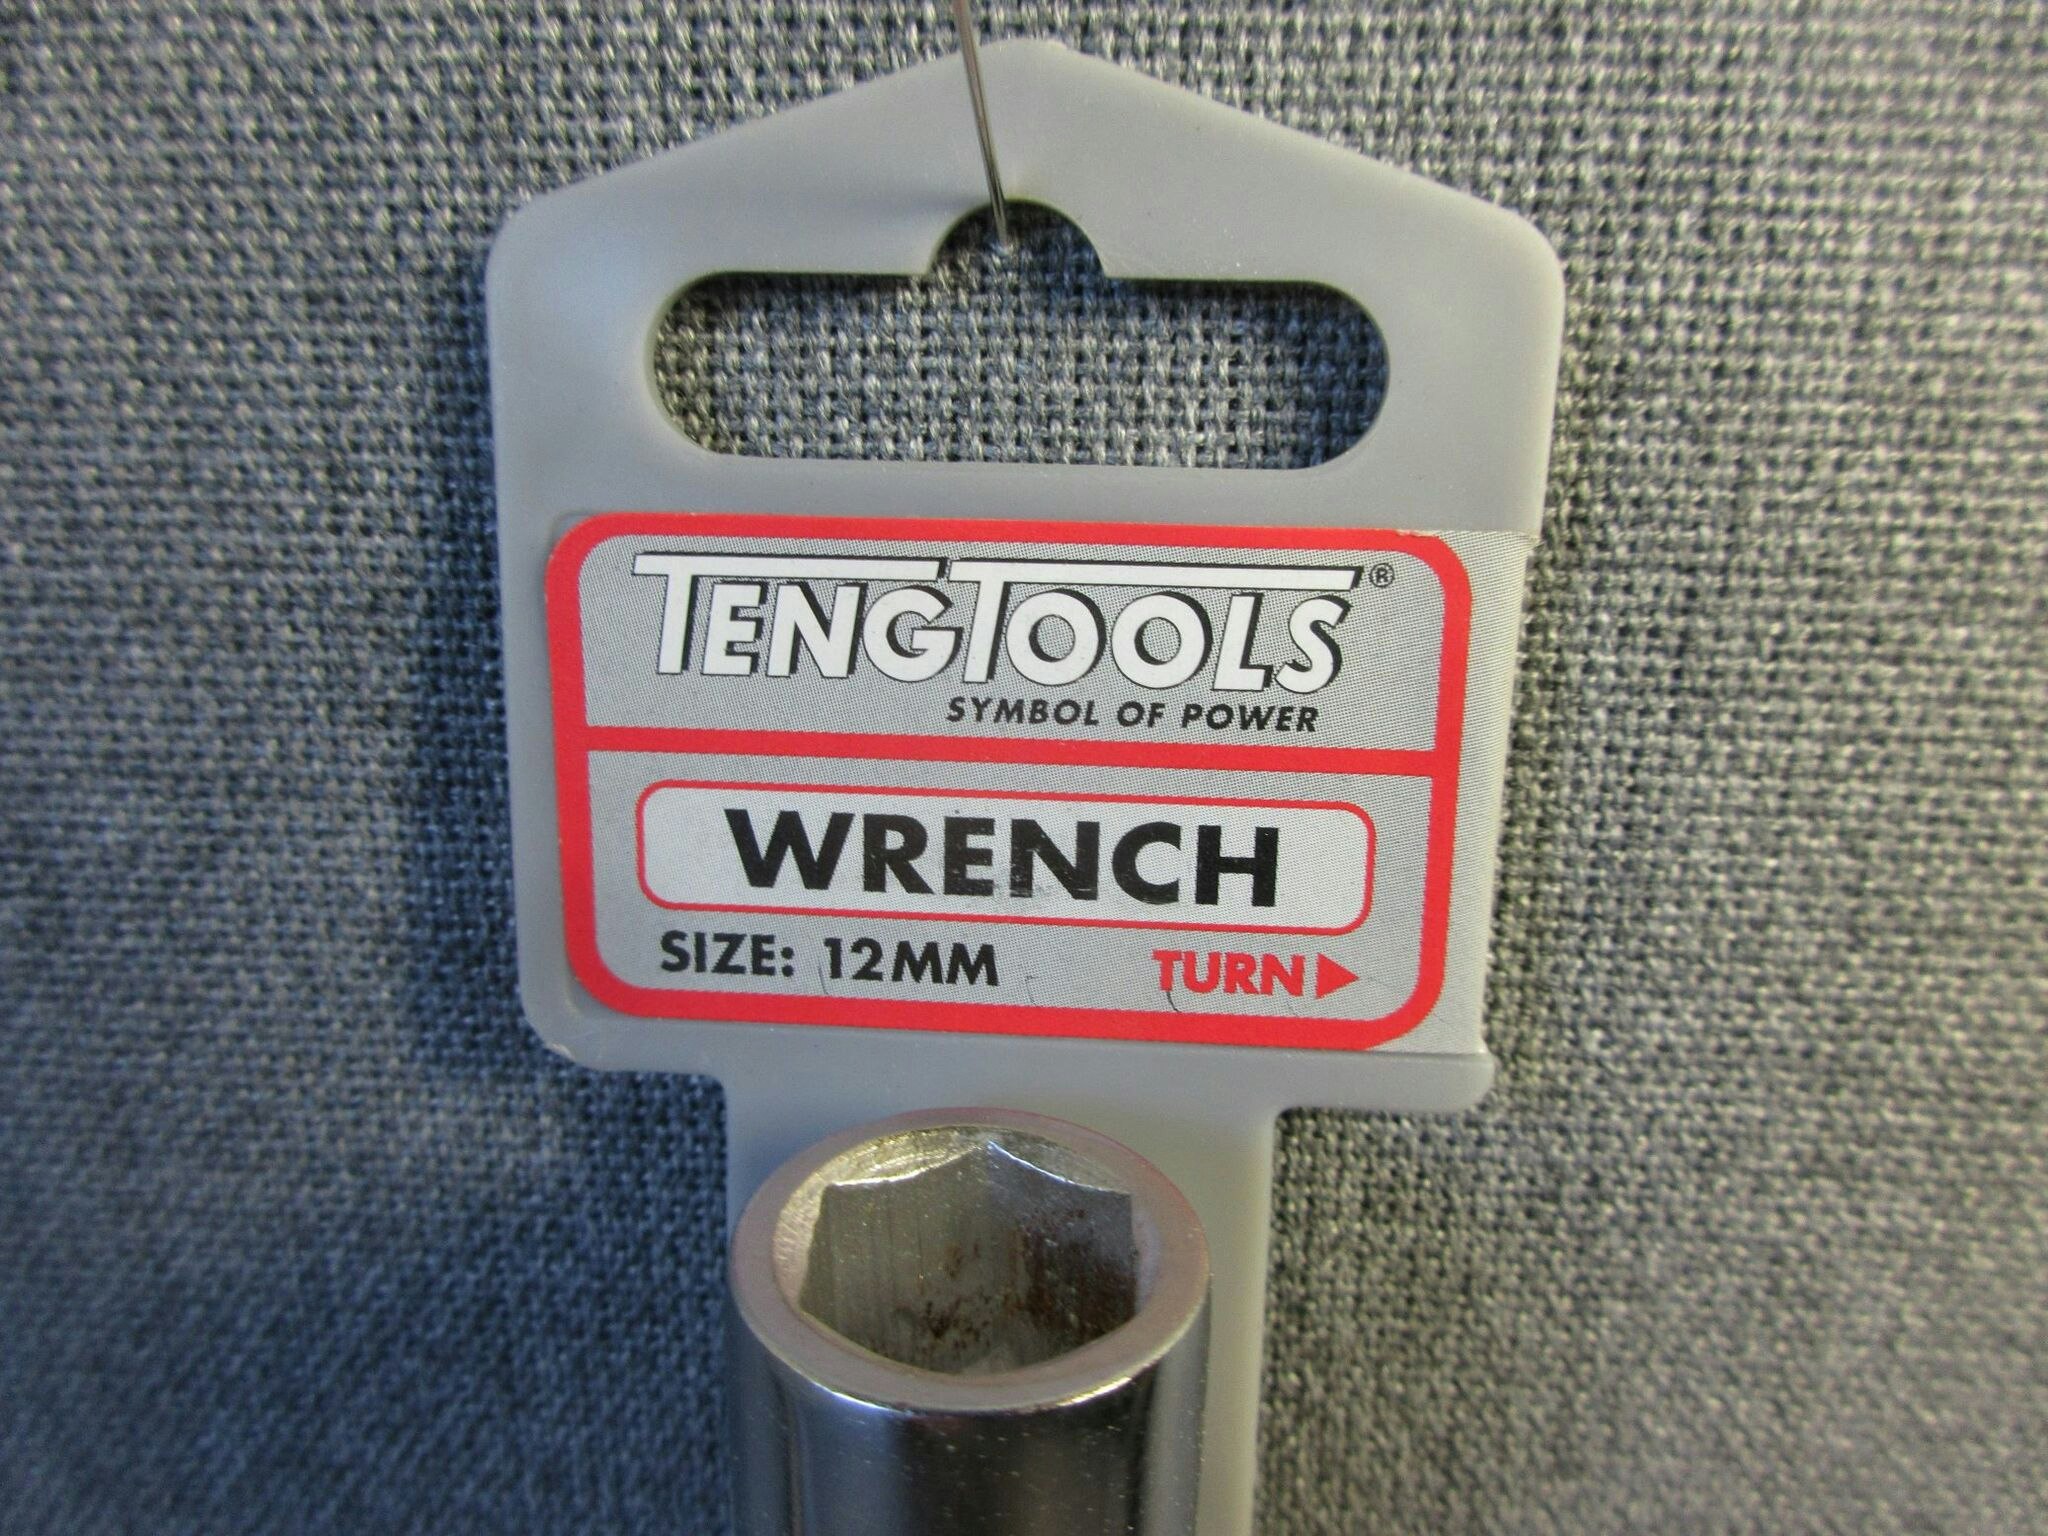 TENGTOOLS®
SYMBOL OF POWER
WRENCH
SIZE: 12MM TURN▶